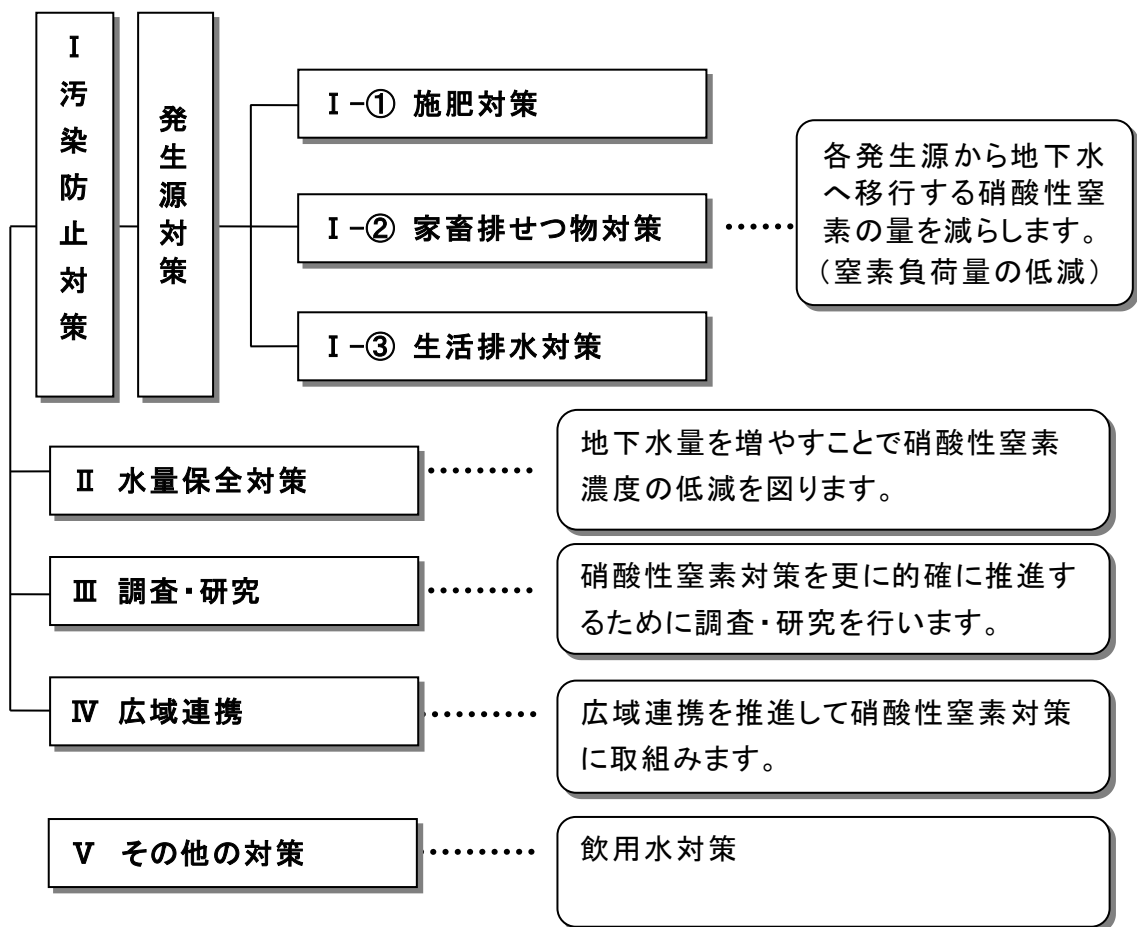 Ⅰ汚染防止対策
発生源対策
Ⅰ-① 施肥対策
Ⅰ-② 家畜排せつ物対策
Ⅰ-③ 生活排水対策
各発生源から地下水
へ移行する硝酸性窒
素の量を減らします。
（窒素負荷量の低減）
Ⅱ 水量保全対策
地下水量を増やすことで硝酸性窒素
濃度の低減を図ります。
Ⅲ 調査・研究
硝酸性窒素対策を更に的確に推進す
るために調査・研究を行います。
Ⅳ 広域連携
広域連携を推進して硝酸性窒素対策
に取組みます。
Ⅴ その他の対策
飲用水対策